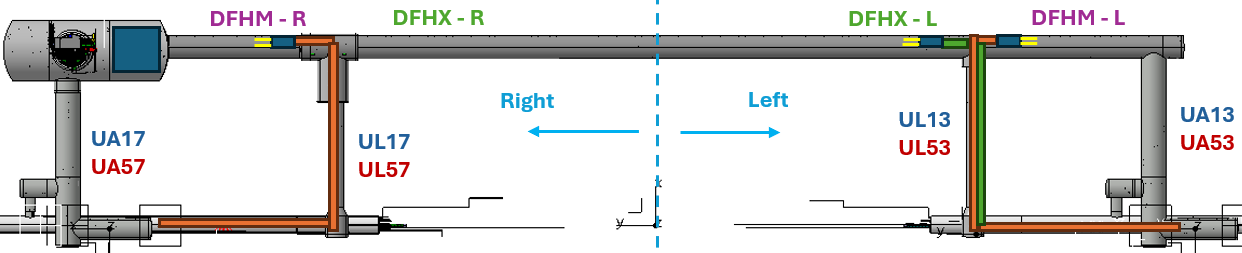 DFHM - R
DFHX - R
DFHX - L
DFHM - L
Right
Left
UA17
UA57
UL17
UL57
UL13
UL53
UA13
UA53
y
y
z